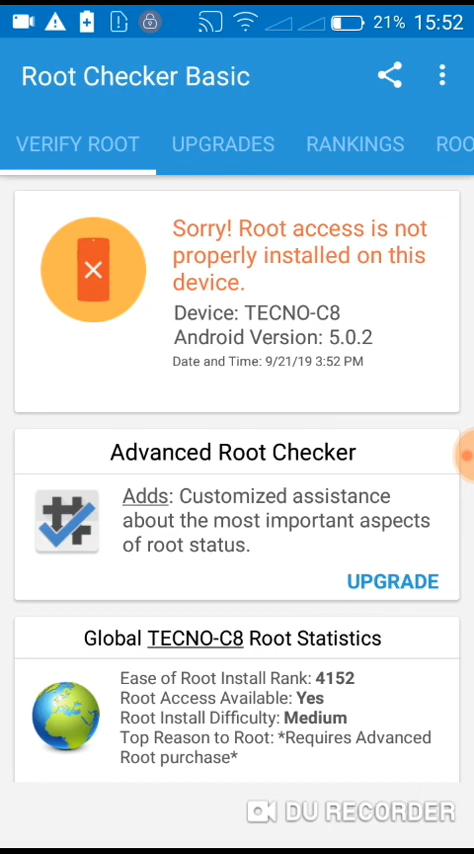 21% 15:52
Root Checker Basic
VERIFY ROOT UPGRADES RANKINGS ROO
Sorry! Root access is not
properly installed on this
device.
Device: TECNO-C8
Android Version: 5.0.2
Date and Time: 9/21/19 3:52 PM
Advanced Root Checker
Adds: Customized assistance
about the most important aspects
of root status.
UPGRADE
Global TECNO-C8 Root Statistics
Ease of Root Install Rank: 4152
Root Access Available: Yes
Root Install Difficulty: Medium
Top Reason to Root: *Requires Advanced
Root purchase*
DU RECORDER